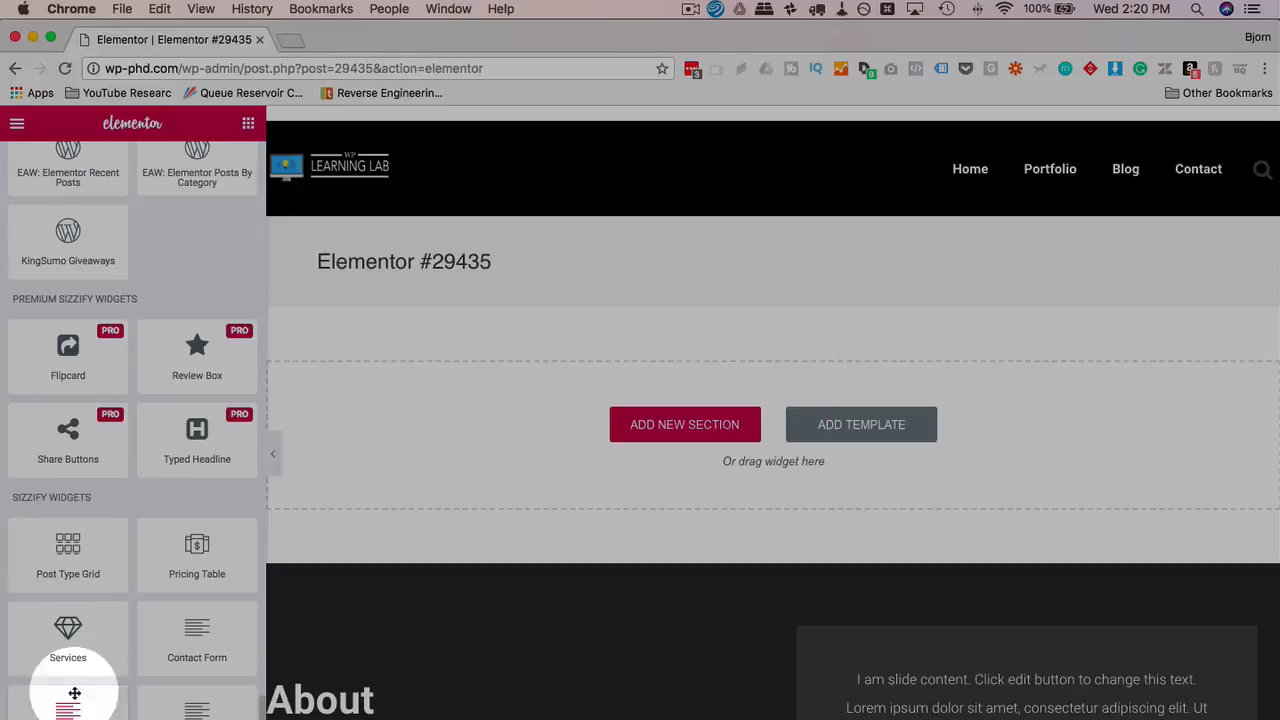 Chrome File Edit View History Bookmarks People Window Help 100% Wed 2:20 PM
Elementor | Elementor #29435 Bjorn
wp-phd.com/wp-admin/post.php?post=29435&action=elementor
Apps YouTube Researc Queue Reservoir C... Reverse Engineerin... Other Bookmarks
elementor
EAW: Elementor Recent Posts
EAW: Elementor Posts By Category
KingSumo Giveaways
PREMIUM SIZZIFY WIDGETS
PRO
Flipcard
PRO
Review Box
PRO
Share Buttons
PRO
Typed Headline
SIZZIFY WIDGETS
Post Type Grid
Pricing Table
Services
Contact Form
WP
LEARNING LAB
Home Portfolio Blog Contact
Elementor #29435
ADD NEW SECTION ADD TEMPLATE
Or drag widget here
About
I am slide content. Click edit button to change this text.
Lorem ipsum dolor sit amet, consectetur adipiscing elit. Ut